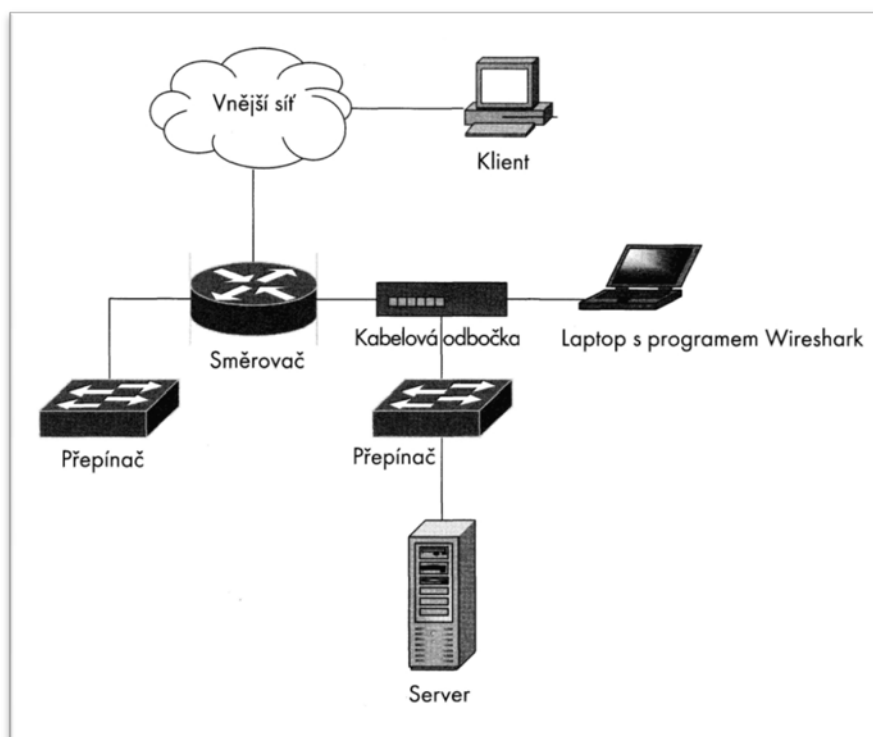 Vnější síť
Klient
Směrovač
Kabelová odbočka
Laptop s programem Wireshark
Přepínač
Přepínač
Server